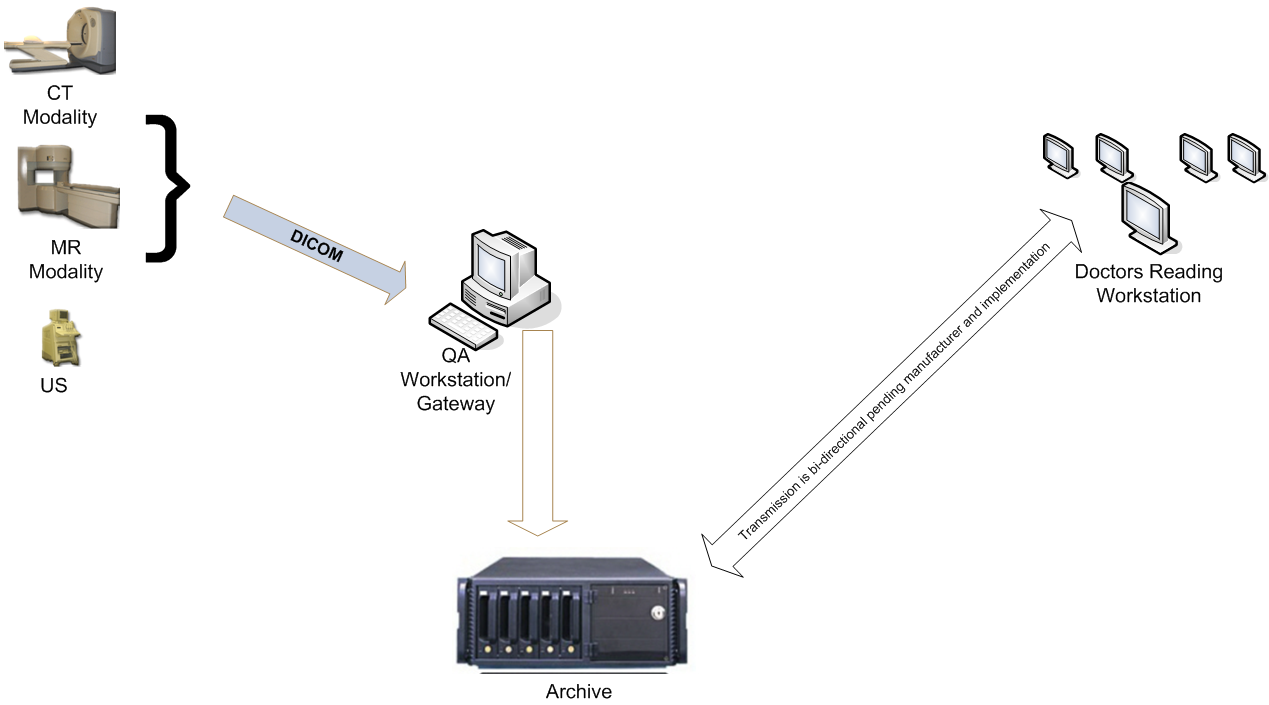 CT
Modality
MR
Modality
US
DICOM
QA
Workstation/
Gateway
Archive
Transmission is bi-directional pending manufacturer and implementation
Doctors Reading
Workstation